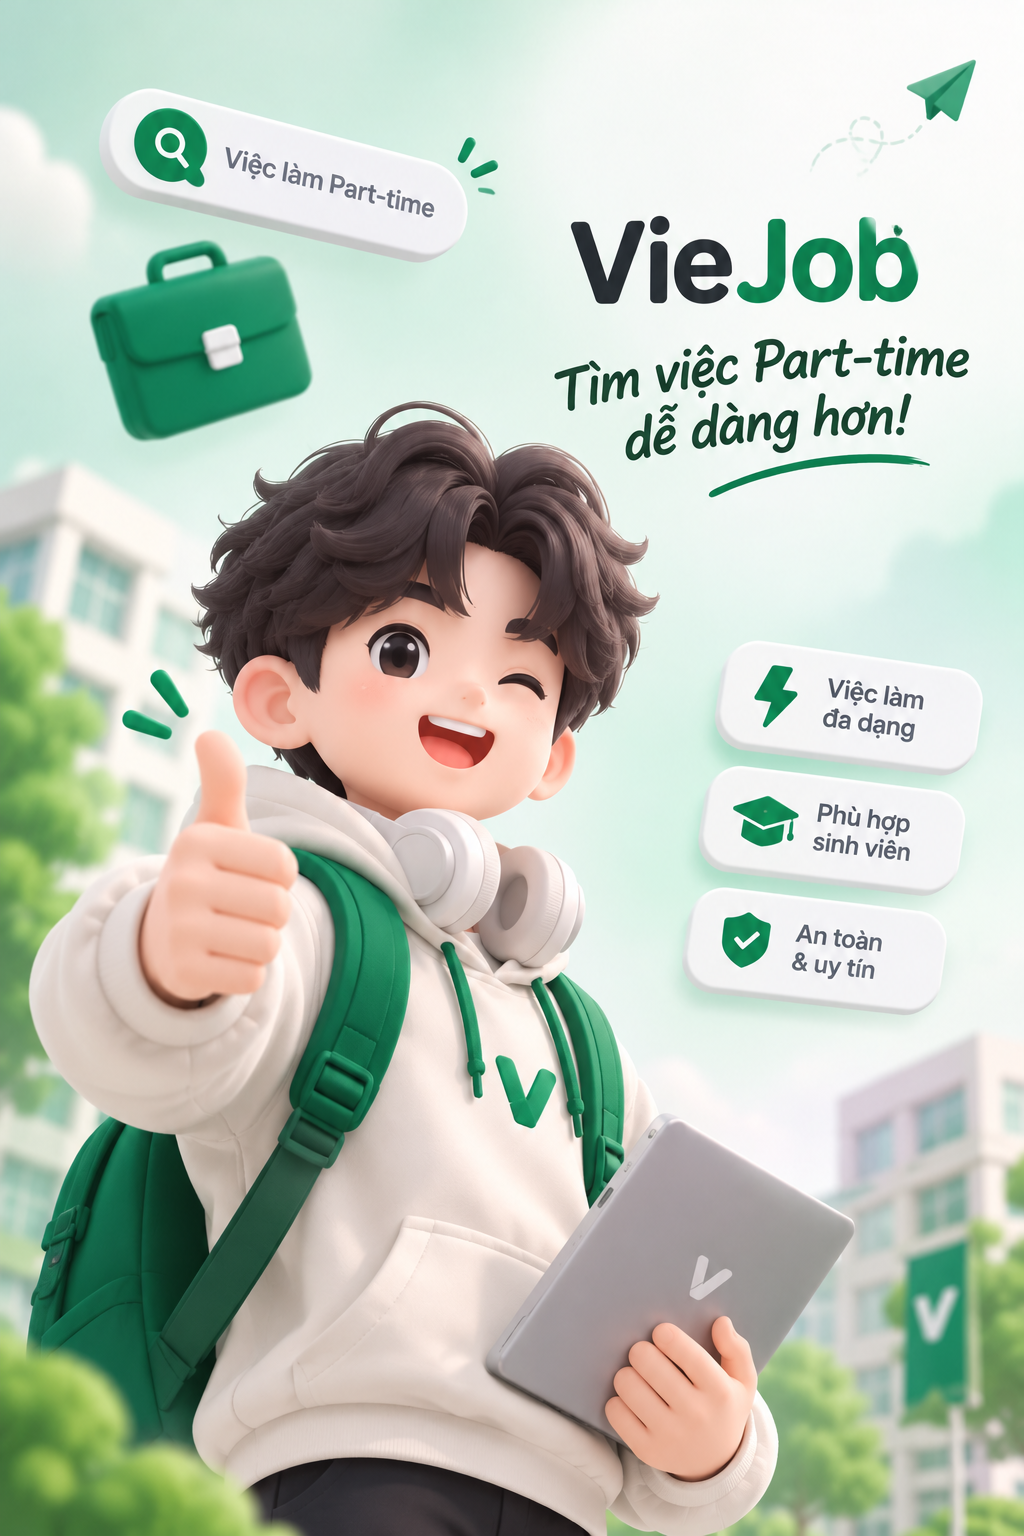 Việc làm Part-time
VieJob
Tìm việc Part-time
dễ dàng hơn!
Việc làm
đa dạng
Phù hợp
sinh viên
An toàn
& uy tín
V
V
V